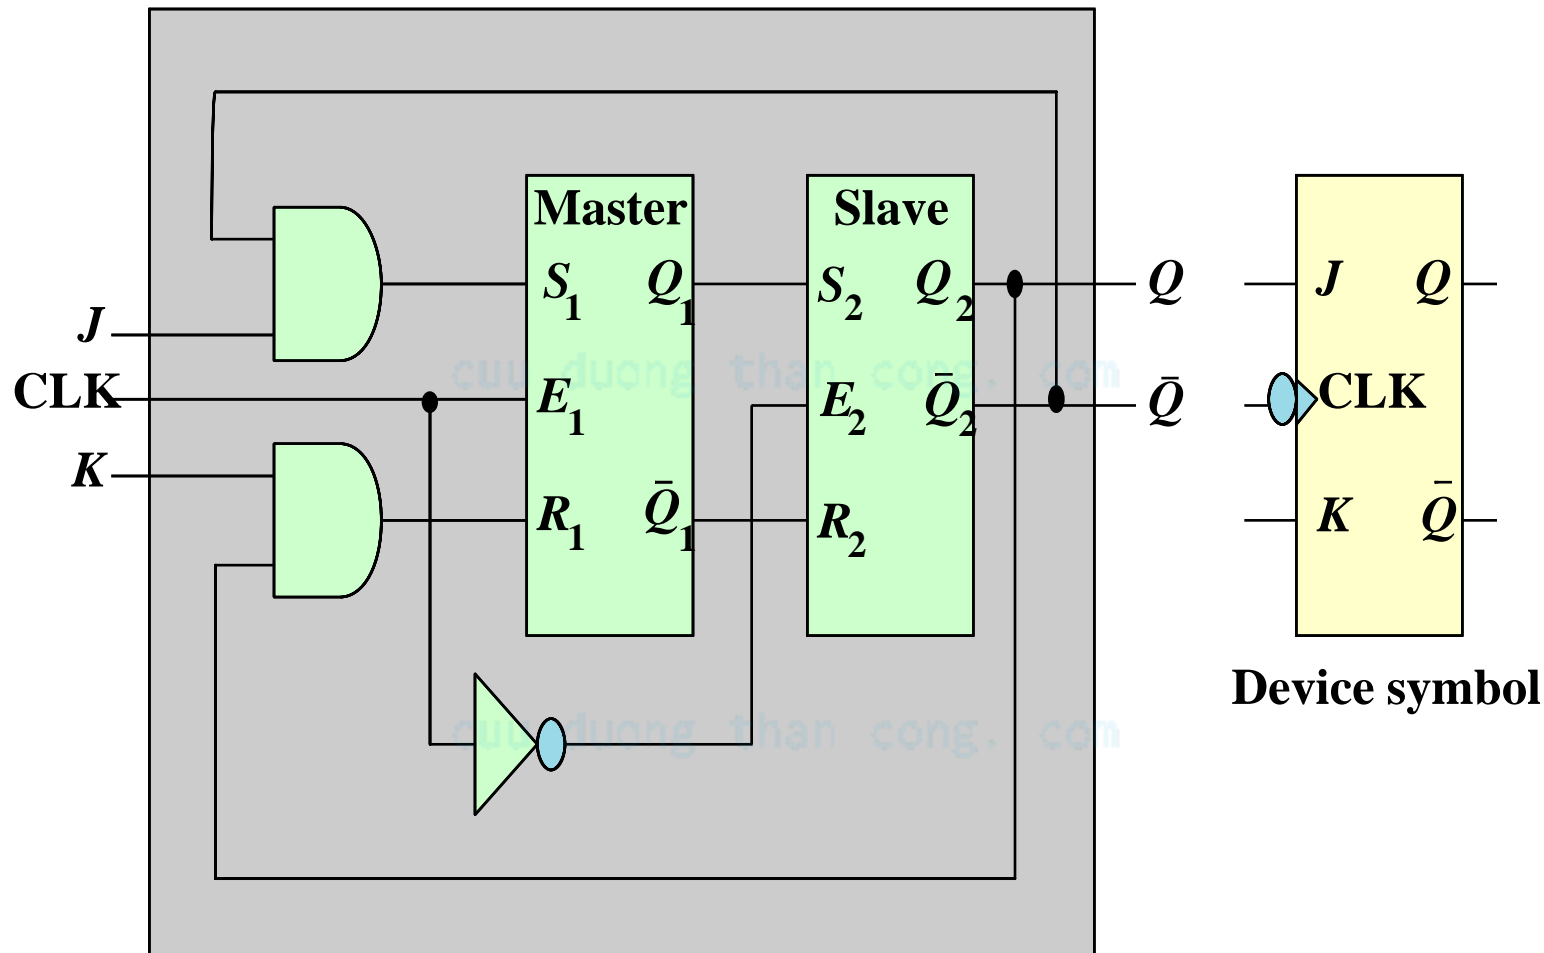 Master
Slave
S1
Q1
S2
Q2
Q
J
Q
J
CLK
E1
E2
Q̄2
Q̄
CLK
K
R1
Q̄1
R2
K
Q̄
Device symbol
cuu duong than cong. com
cuu duong than cong. com